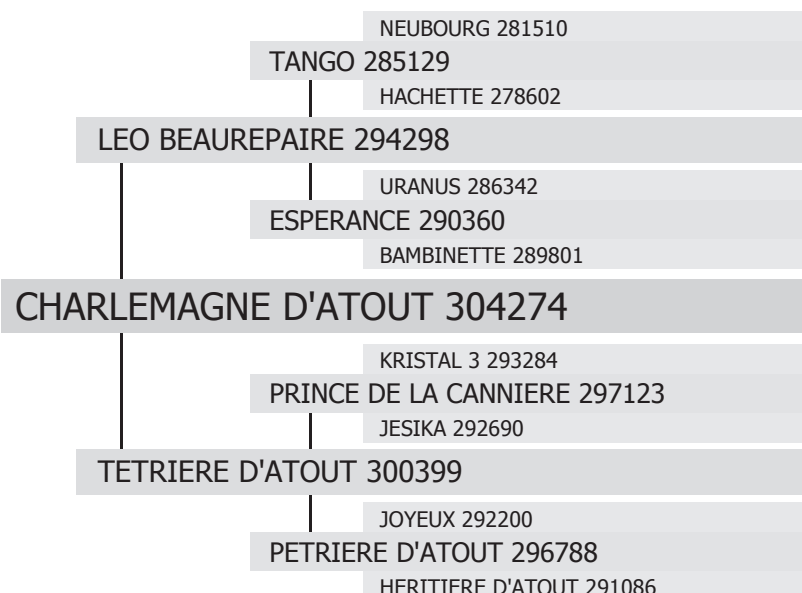 NEUBOURG 281510
TANGO 285129
HACHETTE 278602
LEO BEAUREPAIRE 294298
URANUS 286342
ESPERANCE 290360
BAMBINETTE 289801
CHARLEMAGNE D'ATOUT 304274
KRISTAL 3 293284
PRINCE DE LA CANNIERE 297123
JESIKA 292690
TETRIERE D'ATOUT 300399
JOYEUX 292200
PETRIERE D'ATOUT 296788
HERITIERE D'ATOUT 291086